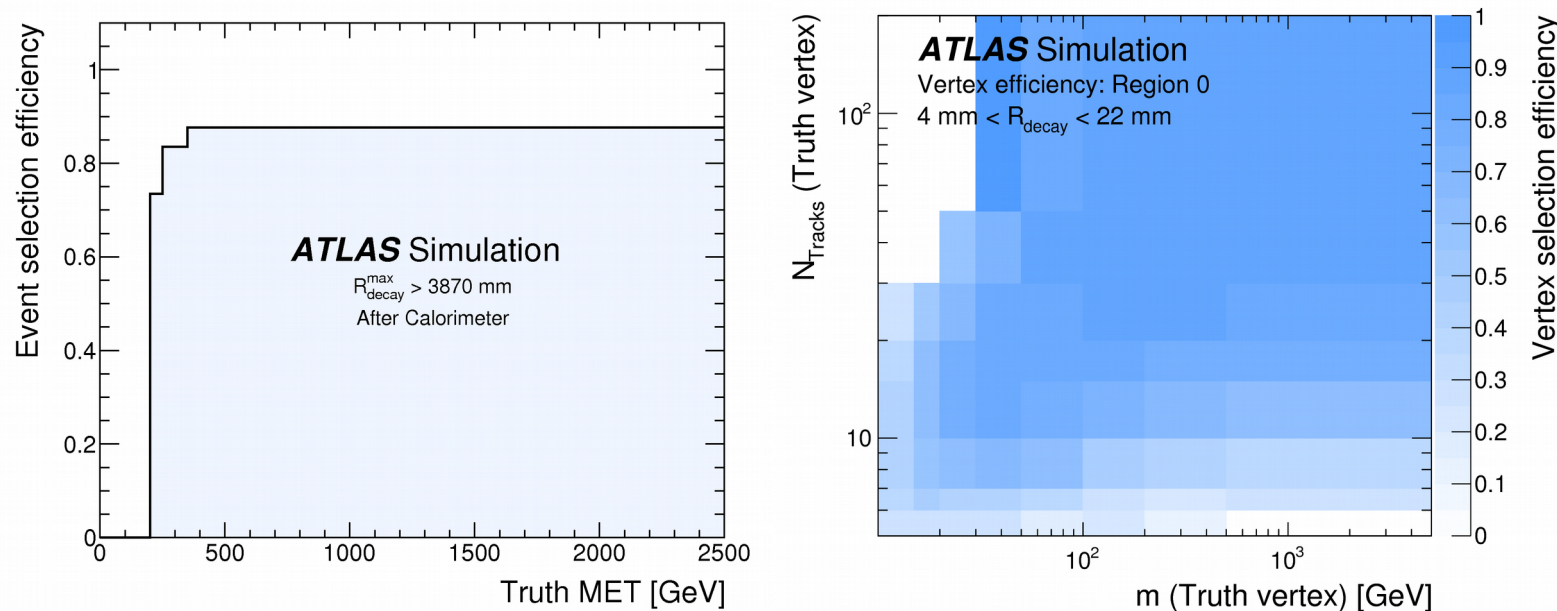 Event selection efficiency
1
0.8
0.6
0.4
0.2
0
ATLAS Simulation
R^max_decay > 3870 mm
After Calorimeter
0 500 1000 1500 2000 2500
Truth MET [GeV]
N_Tracks (Truth vertex)
10^2
10
ATLAS Simulation
Vertex efficiency: Region 0
4 mm < R_decay < 22 mm
10^2 10^3
m (Truth vertex) [GeV]
1
0.9
0.8
0.7
0.6
0.5
0.4
0.3
0.2
0.1
0
Vertex selection efficiency